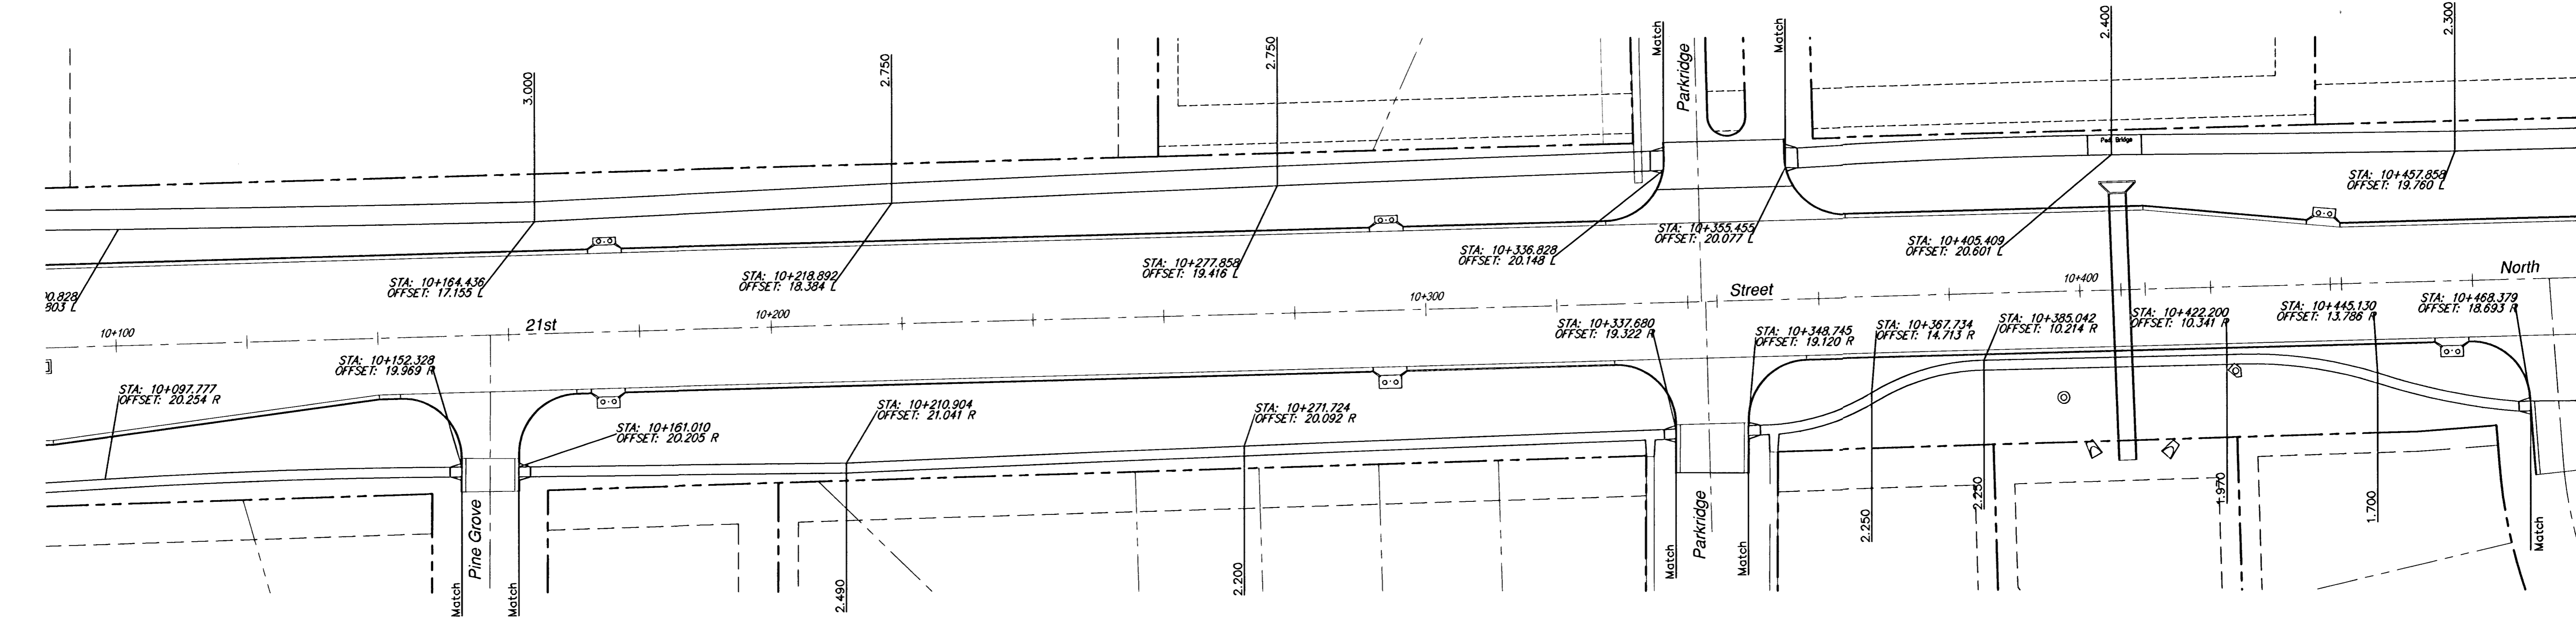 3.000
2.750
2.750
Match
Parkridge
Match
2.400
2.300
Ped Bridge
STA: 10+164.436
OFFSET: 17.155 L
STA: 10+218.892
OFFSET: 18.384 L
STA: 10+277.858
OFFSET: 19.416 L
STA: 10+336.828
OFFSET: 20.148 L
STA: 10+355.455
OFFSET: 20.077 L
STA: 10+405.409
OFFSET: 20.601 L
STA: 10+457.858
OFFSET: 19.760 L
0.828
803 L
10+100
21st
10+200
10+300
Street
10+400
North
STA: 10+097.777
OFFSET: 20.254 R
STA: 10+152.328
OFFSET: 19.969 R
STA: 10+161.010
OFFSET: 20.205 R
STA: 10+210.904
OFFSET: 21.041 R
STA: 10+271.724
OFFSET: 20.092 R
STA: 10+337.680
OFFSET: 19.322 R
STA: 10+348.745
OFFSET: 19.120 R
STA: 10+367.734
OFFSET: 14.713 R
STA: 10+385.042
OFFSET: 10.214 R
STA: 10+422.200
OFFSET: 10.341 R
STA: 10+445.130
OFFSET: 13.786 R
STA: 10+468.379
OFFSET: 18.693 R
Match
Pine Grove
Match
2.490
2.200
Match
Parkridge
Match
2.250
2.250
1.970
1.700
Match